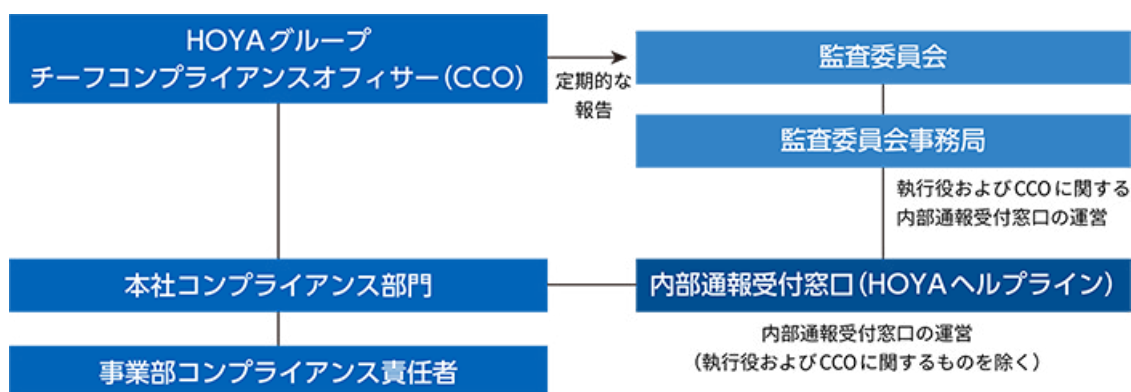 HOYAグループ
チーフコンプライアンスオフィサー(CCO)
定期的な
報告
監査委員会
監査委員会事務局
執行役およびCCOに関する
内部通報受付窓口の運営
本社コンプライアンス部門
内部通報受付窓口(HOYAヘルプライン)
内部通報受付窓口の運営
(執行役およびCCOに関するものを除く)
事業部コンプライアンス責任者